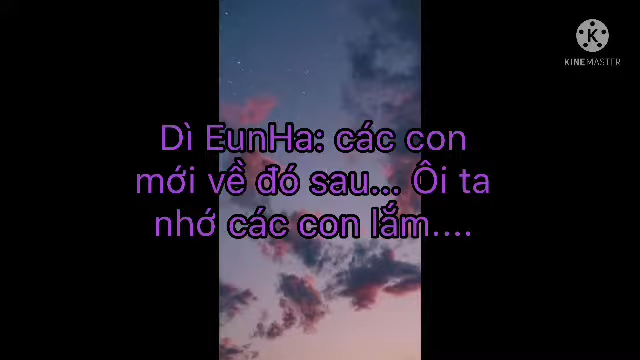 KINEMASTER
Dì EunHa: các con
mới về đó sau... Ôi ta
nhớ các con lắm....